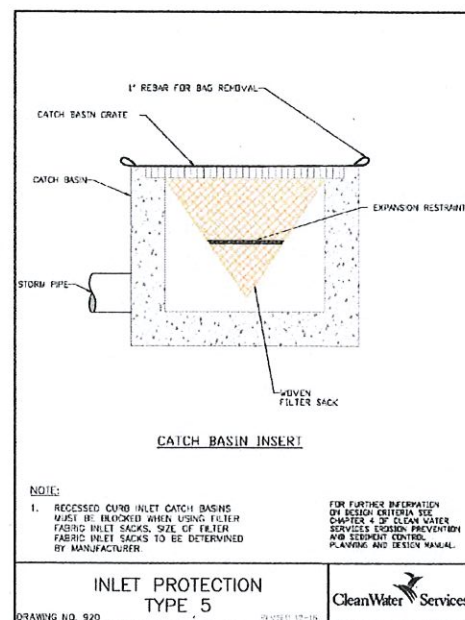 1" REBAR FOR BAG REMOVAL
CATCH BASIN GRATE
CATCH BASIN
EXPANSION RESTRAINT
STORM PIPE
WOVEN
FILTER SACK
CATCH BASIN INSERT
NOTE:
1. RECESSED CURB INLET CATCH BASINS
MUST BE BLOCKED WHEN USING FILTER
FABRIC INLET SACKS. SIZE OF FILTER
FABRIC INLET SACKS TO BE DETERMINED
BY MANUFACTURER.
FOR FURTHER INFORMATION
ON DESIGN CRITERIA SEE
CHAPTER 4 OF CLEAN WATER
SERVICES EROSION PREVENTION
AND SEDIMENT CONTROL
PLANNING AND DESIGN MANUAL.
INLET PROTECTION
TYPE 5
DRAWING NO. 920
REVISED
CleanWater Services